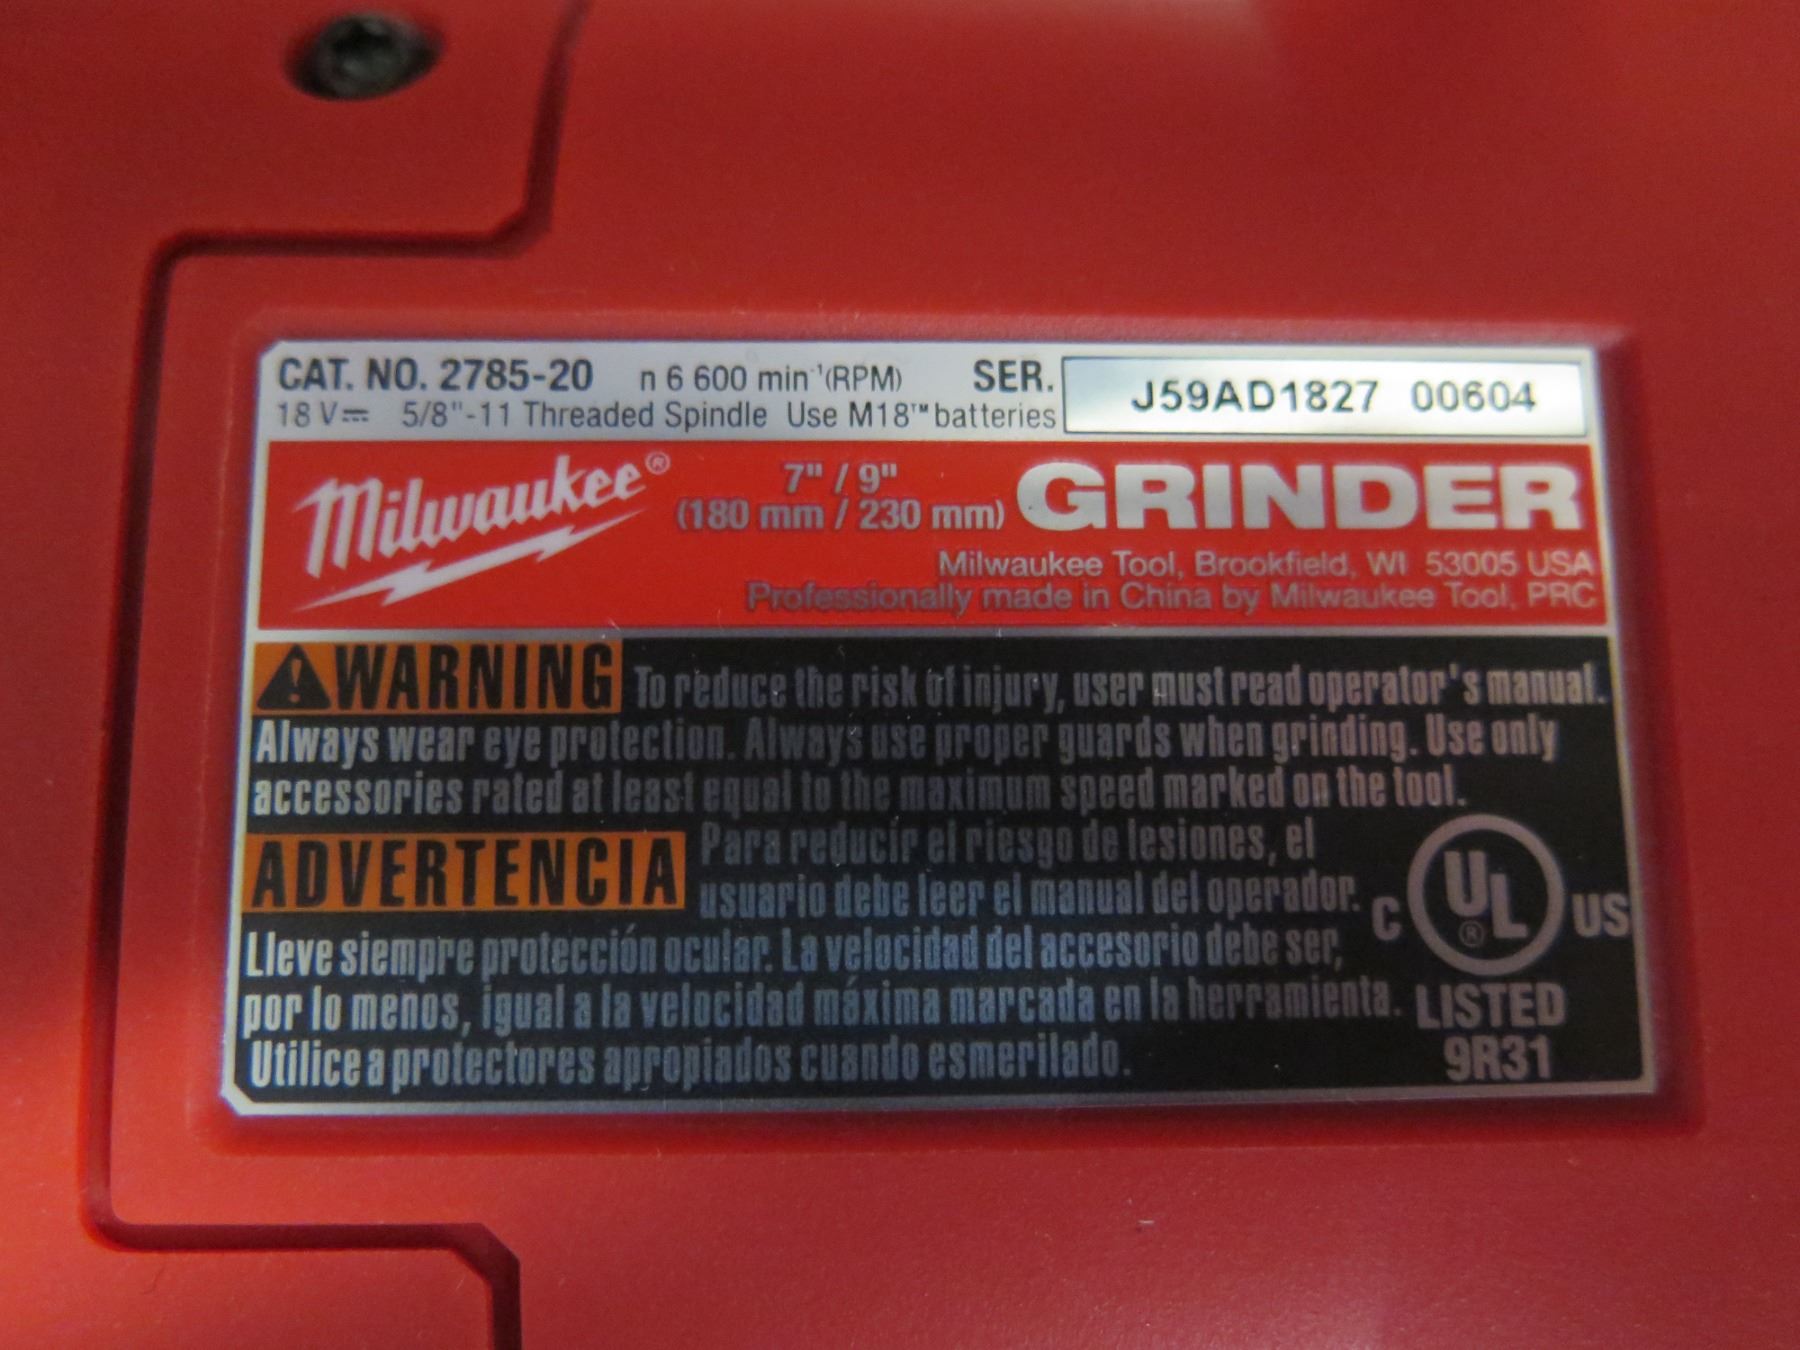 CAT. NO. 2785-20 n 6 600 min⁻¹(RPM) SER. J59AD1827 00604
18 V⎓ 5/8"-11 Threaded Spindle Use M18™ batteries
Milwaukee® 7" / 9" GRINDER
(180 mm / 230 mm)
Milwaukee Tool, Brookfield, WI 53005 USA
Professionally made in China by Milwaukee Tool, PRC
WARNING To reduce the risk of injury, user must read operator's manual.
Always wear eye protection. Always use proper guards when grinding. Use only
accessories rated at least equal to the maximum speed marked on the tool.
ADVERTENCIA Para reducir el riesgo de lesiones, el
usuario debe leer el manual del operador.
Lleve siempre protección ocular. La velocidad del accesorio debe ser,
por lo menos, igual a la velocidad máxima marcada en la herramienta.
Utilice a protectores apropiados cuando esmerilado.
C UL® US
LISTED
9R31